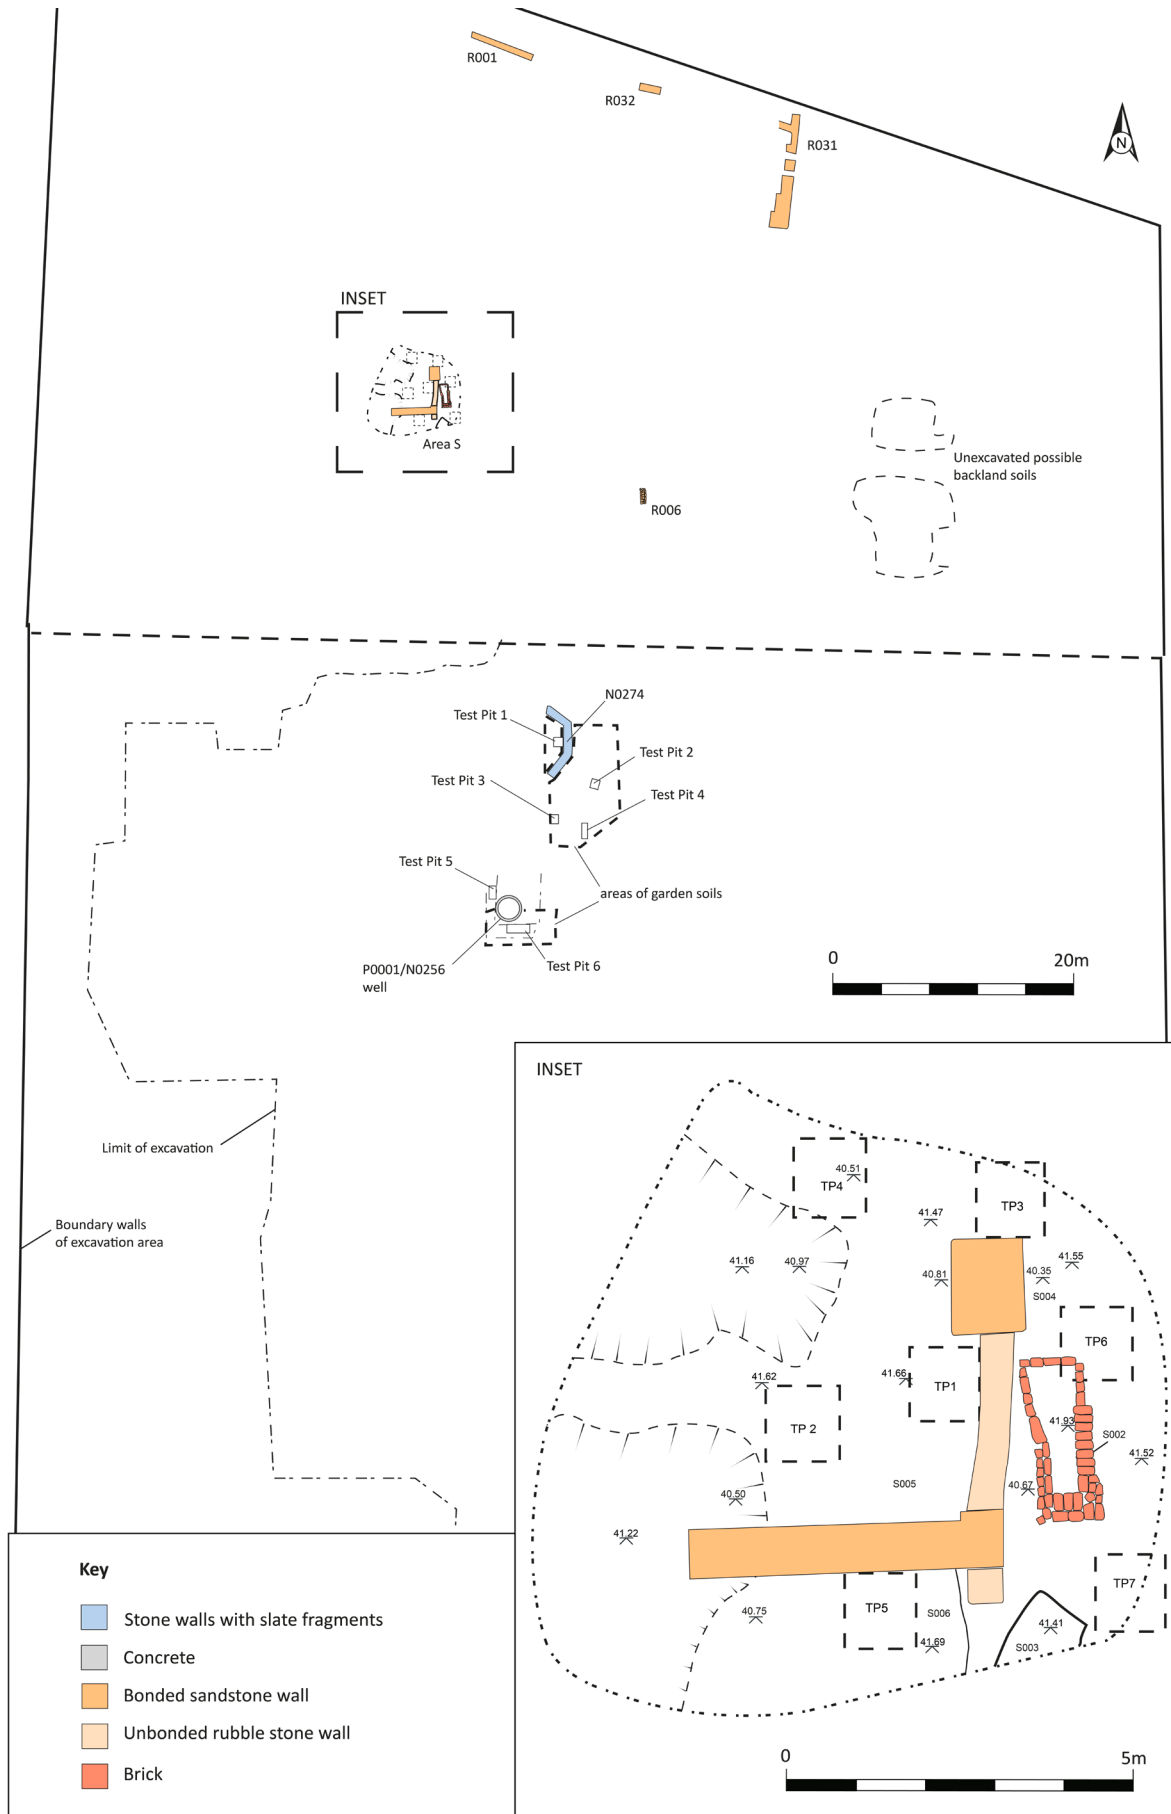 R001
R032
R031
N
INSET
Area S
Unexcavated possible
backland soils
R006
N0274
Test Pit 1
Test Pit 2
Test Pit 3
Test Pit 4
Test Pit 5
areas of garden soils
P0001/N0256
well
Test Pit 6
0 20m
Limit of excavation
Boundary walls
of excavation area
INSET
40.51
TP4
TP3
41.47
41.16
40.97
40.81
40.35
41.55
S004
TP6
41.66
TP1
41.62
TP 2
41.93
S002
41.52
S005
40.67
40.50
41.22
TP7
40.75
TP5
S006
41.69
41.41
S003
0 5m
Key
Stone walls with slate fragments
Concrete
Bonded sandstone wall
Unbonded rubble stone wall
Brick